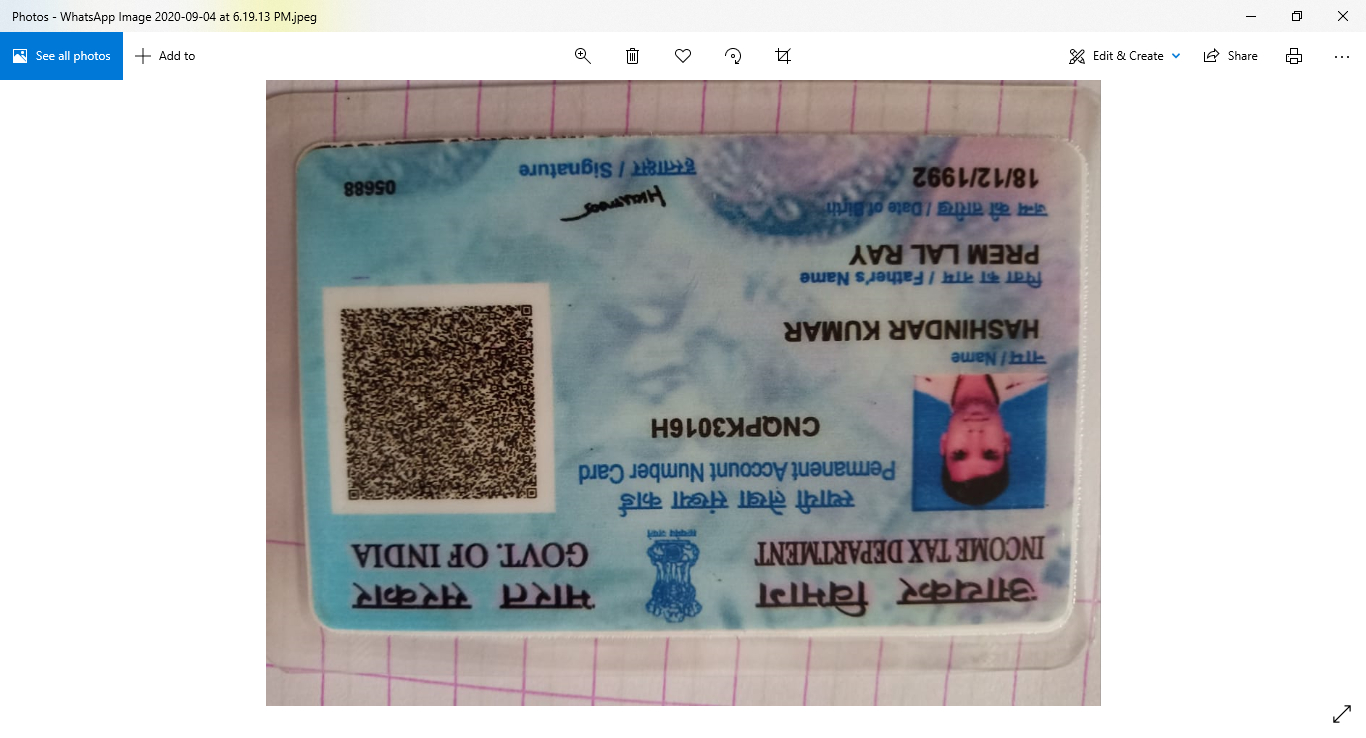 Photos - WhatsApp Image 2020-09-04 at 6.19.13 PM.jpeg
See all photos
Add to
Edit & Create
Share
आयकर विभाग
INCOME TAX DEPARTMENT
भारत सरकार
GOVT. OF INDIA
स्थायी लेखा संख्या कार्ड
Permanent Account Number Card
CNQPK3016H
नाम / Name
HASHINDAR KUMAR
पिता का नाम / Father's Name
PREM LAL RAY
जन्म की तारीख / Date of Birth
18/12/1992
हस्ताक्षर / Signature
05688